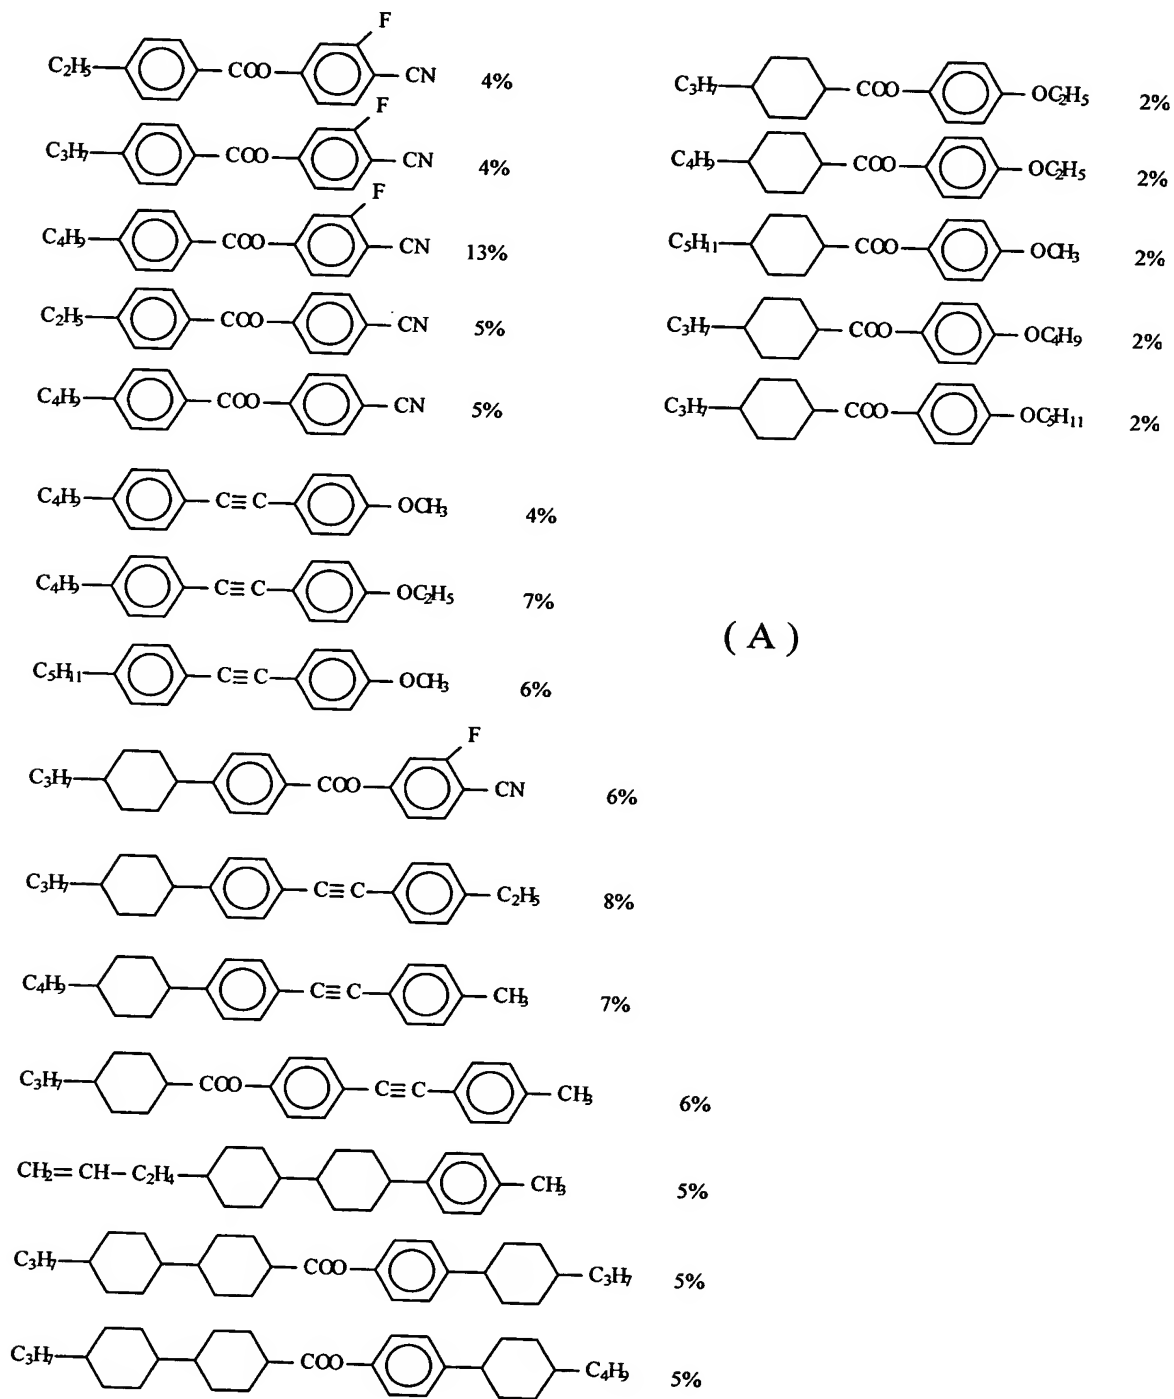 F
C2H5 COO CN 4%
F
C3H7 COO CN 4%
F
C4H9 COO CN 13%
C2H5 COO CN 5%
C4H9 COO CN 5%
C4H9 C≡C OCH3 4%
C4H9 C≡C OC2H5 7%
C5H11 C≡C OCH3 6%
F
C3H7 COO CN 6%
C3H7 C≡C C2H5 8%
C4H9 C≡C CH3 7%
C3H7 COO C≡C CH3 6%
CH2=CH-C2H4 CH3 5%
C3H7 COO C3H7 5%
C3H7 COO C4H9 5%
C3H7 COO OC2H5 2%
C4H9 COO OC2H5 2%
C5H11 COO OCH3 2%
C3H7 COO OC4H9 2%
C3H7 COO OC5H11 2%
( A )